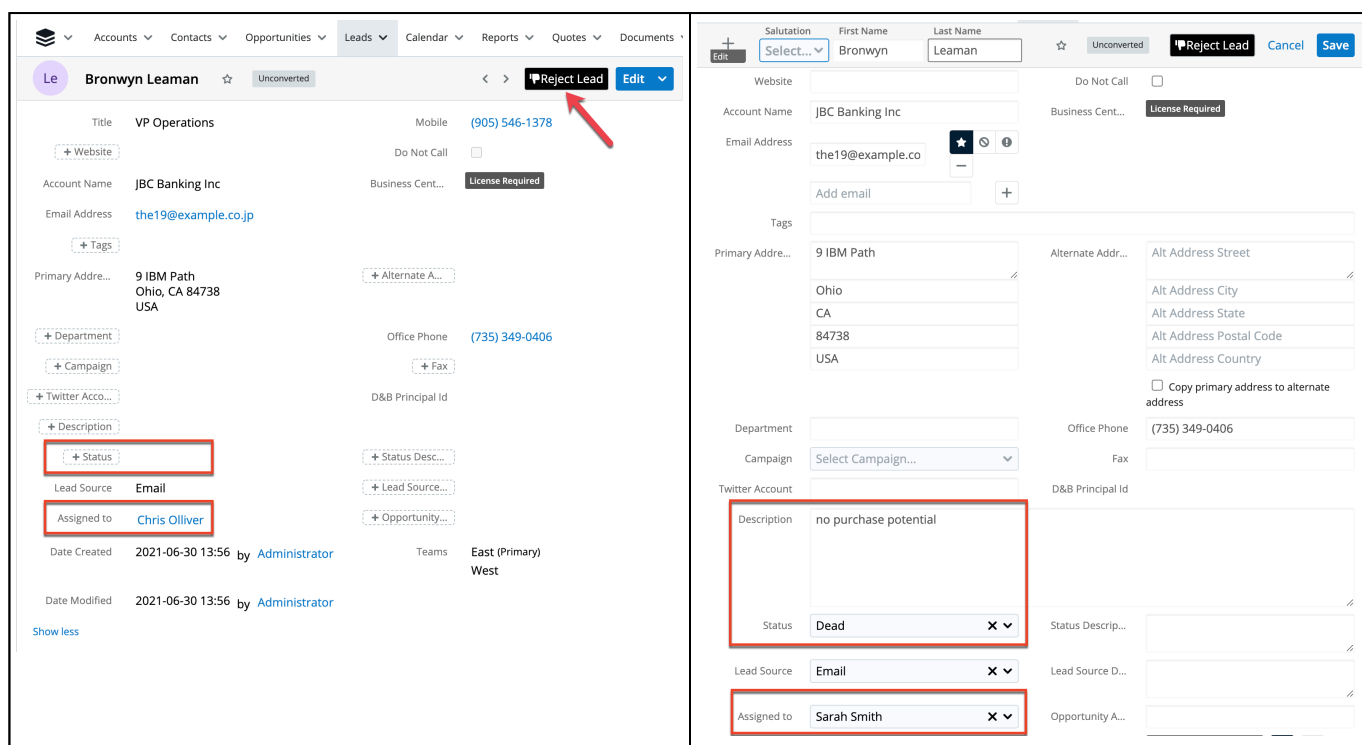 Accounts Contacts Opportunities Leads Calendar Reports Quotes Documents
Le Bronwyn Leaman Unconverted Reject Lead Edit
Title VP Operations Mobile (905) 546-1378
+ Website Do Not Call
Account Name JBC Banking Inc Business Cent... License Required
Email Address the19@example.co.jp
+ Tags
Primary Addre... 9 IBM Path + Alternate A...
Ohio, CA 84738
USA
+ Department Office Phone (735) 349-0406
+ Campaign + Fax
+ Twitter Acco... D&B Principal Id
+ Description
+ Status + Status Desc...
Lead Source Email + Lead Source...
Assigned to Chris Olliver + Opportunity...
Date Created 2021-06-30 13:56 by Administrator Teams East (Primary)
West
Date Modified 2021-06-30 13:56 by Administrator
Show less
Salutation First Name Last Name
Edit Select... Bronwyn Leaman Unconverted Reject Lead Cancel Save
Website Do Not Call
Account Name JBC Banking Inc Business Cent... License Required
Email Address the19@example.co
Add email
Tags
Primary Addre... 9 IBM Path Alternate Addr... Alt Address Street
Ohio Alt Address City
CA Alt Address State
84738 Alt Address Postal Code
USA Alt Address Country
Copy primary address to alternate
address
Department Office Phone (735) 349-0406
Campaign Select Campaign... Fax
Twitter Account D&B Principal Id
Description no purchase potential
Status Dead Status Descrip...
Lead Source Email Lead Source D...
Assigned to Sarah Smith Opportunity A...